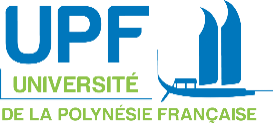 UPF
UNIVERSITÉ
DE LA POLYNÉSIE FRANÇAISE